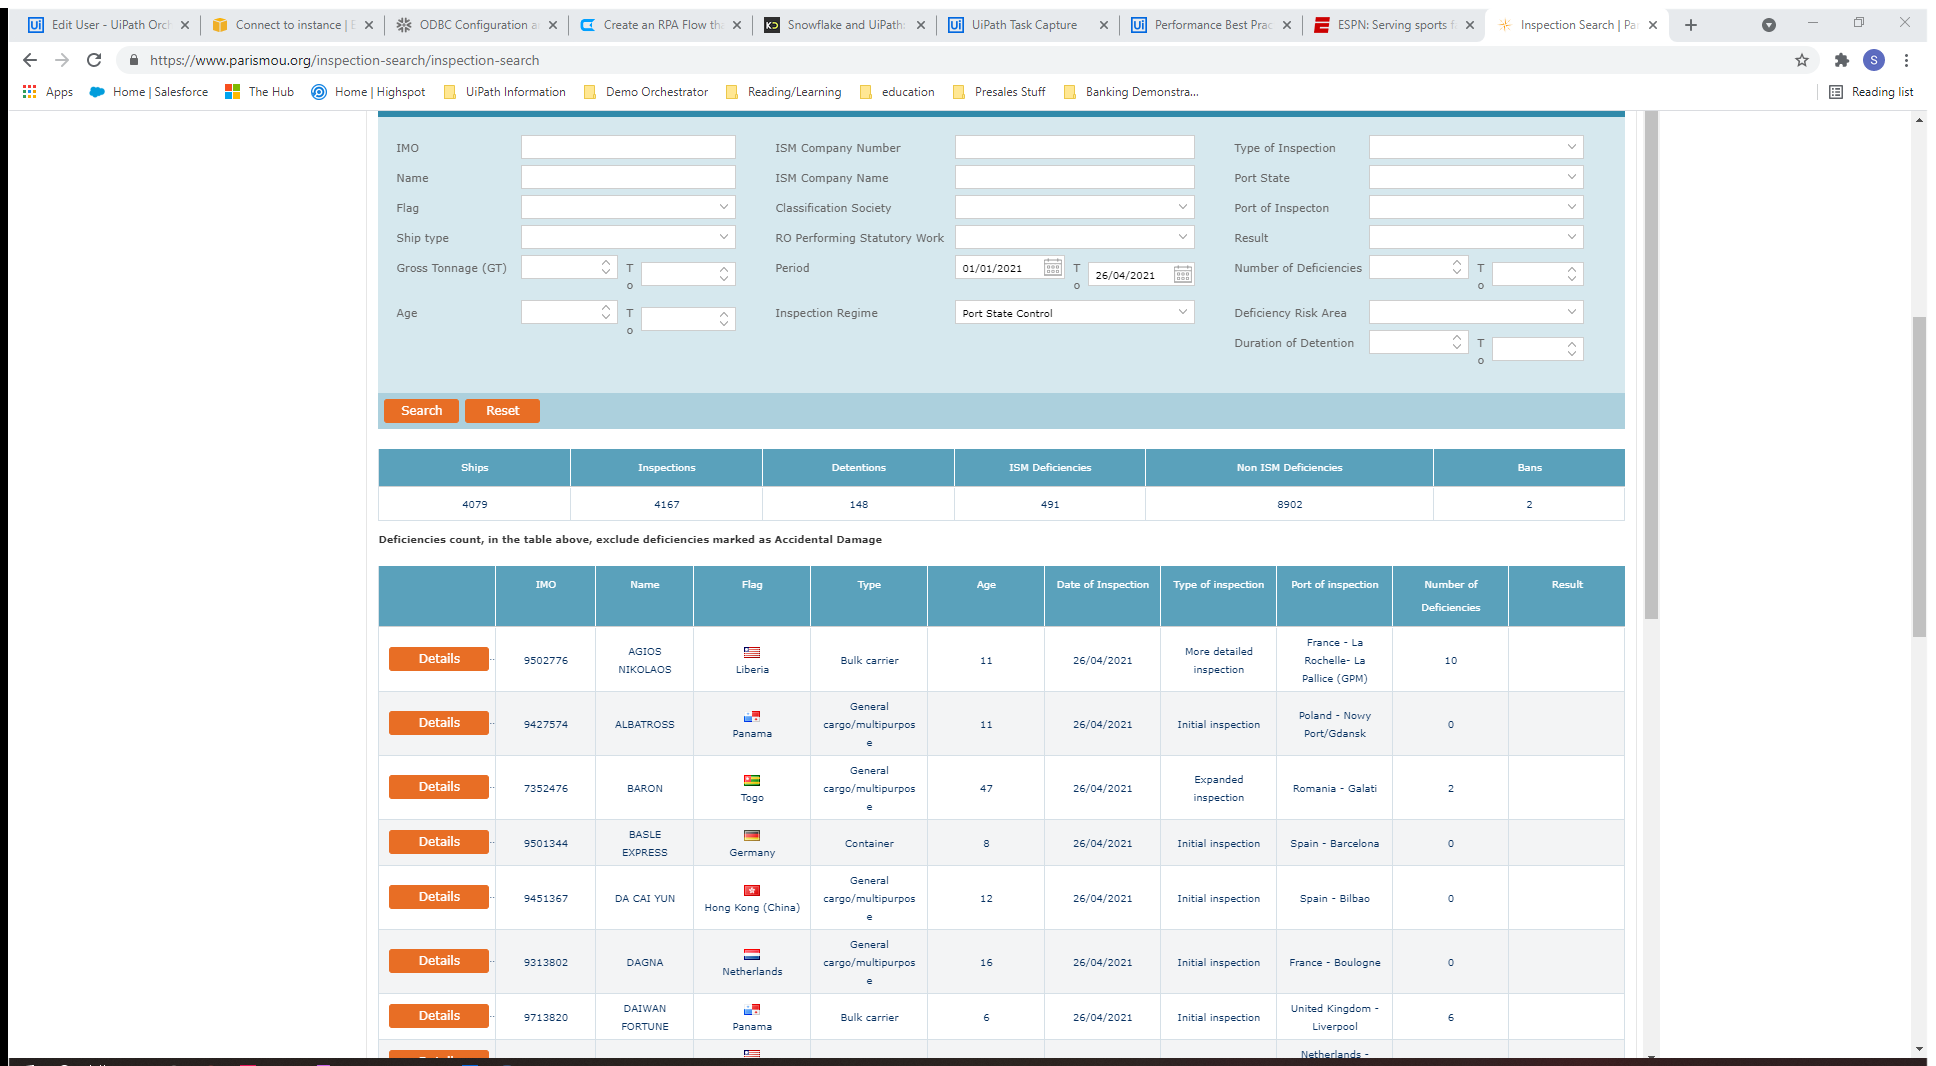 Edit User - UiPath Orch
Connect to instance | E
ODBC Configuration a
Create an RPA Flow th
Snowflake and UiPath:
UiPath Task Capture
Performance Best Prac
ESPN: Serving sports f
Inspection Search | Pa
https://www.parismou.org/inspection-search/inspection-search
S
Apps
Home | Salesforce
The Hub
Home | Highspot
UiPath Information
Demo Orchestrator
Reading/Learning
education
Presales Stuff
Banking Demonstra...
Reading list
IMO
ISM Company Number
Type of Inspection
Name
ISM Company Name
Port State
Flag
Classification Society
Port of Inspecton
Ship type
RO Performing Statutory Work
Result
Gross Tonnage (GT) To
Period 01/01/2021 To 26/04/2021
Number of Deficiencies To
Age To
Inspection Regime Port State Control
Deficiency Risk Area
Duration of Detention To
Search Reset
Ships Inspections Detentions ISM Deficiencies Non ISM Deficiencies Bans
4079 4167 148 491 8902 2
Deficiencies count, in the table above, exclude deficiencies marked as Accidental Damage
IMO Name Flag Type Age Date of Inspection Type of inspection Port of inspection Number of Deficiencies Result
Details 9502776 AGIOS NIKOLAOS Liberia Bulk carrier 11 26/04/2021 More detailed inspection France - La Rochelle- La Pallice (GPM) 10
Details 9427574 ALBATROSS Panama General cargo/multipurpose 11 26/04/2021 Initial inspection Poland - Nowy Port/Gdansk 0
Details 7352476 BARON Togo General cargo/multipurpose 47 26/04/2021 Expanded inspection Romania - Galati 2
Details 9501344 BASLE EXPRESS Germany Container 8 26/04/2021 Initial inspection Spain - Barcelona 0
Details 9451367 DA CAI YUN Hong Kong (China) General cargo/multipurpose 12 26/04/2021 Initial inspection Spain - Bilbao 0
Details 9313802 DAGNA Netherlands General cargo/multipurpose 16 26/04/2021 Initial inspection France - Boulogne 0
Details 9713820 DAIWAN FORTUNE Panama Bulk carrier 6 26/04/2021 Initial inspection United Kingdom - Liverpool 6
Netherlands -